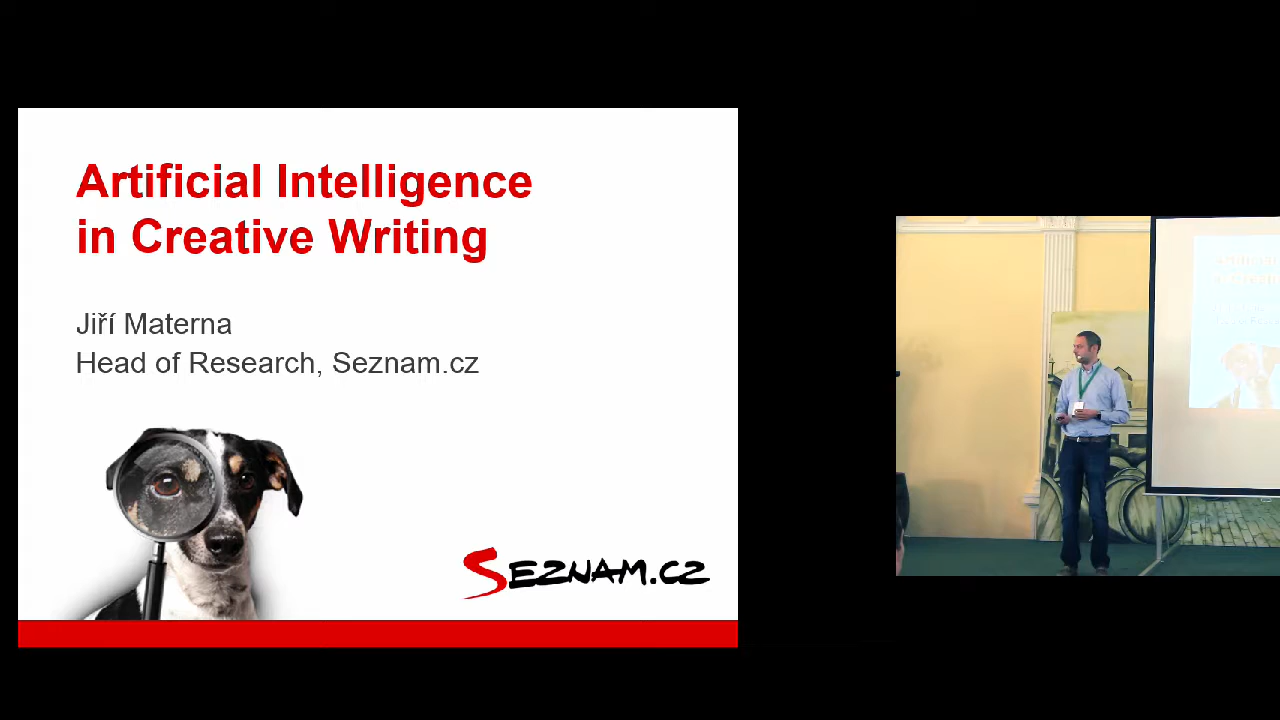 Artificial Intelligence
in Creative Writing
Jiří Materna
Head of Research, Seznam.cz
SEZNAM.CZ